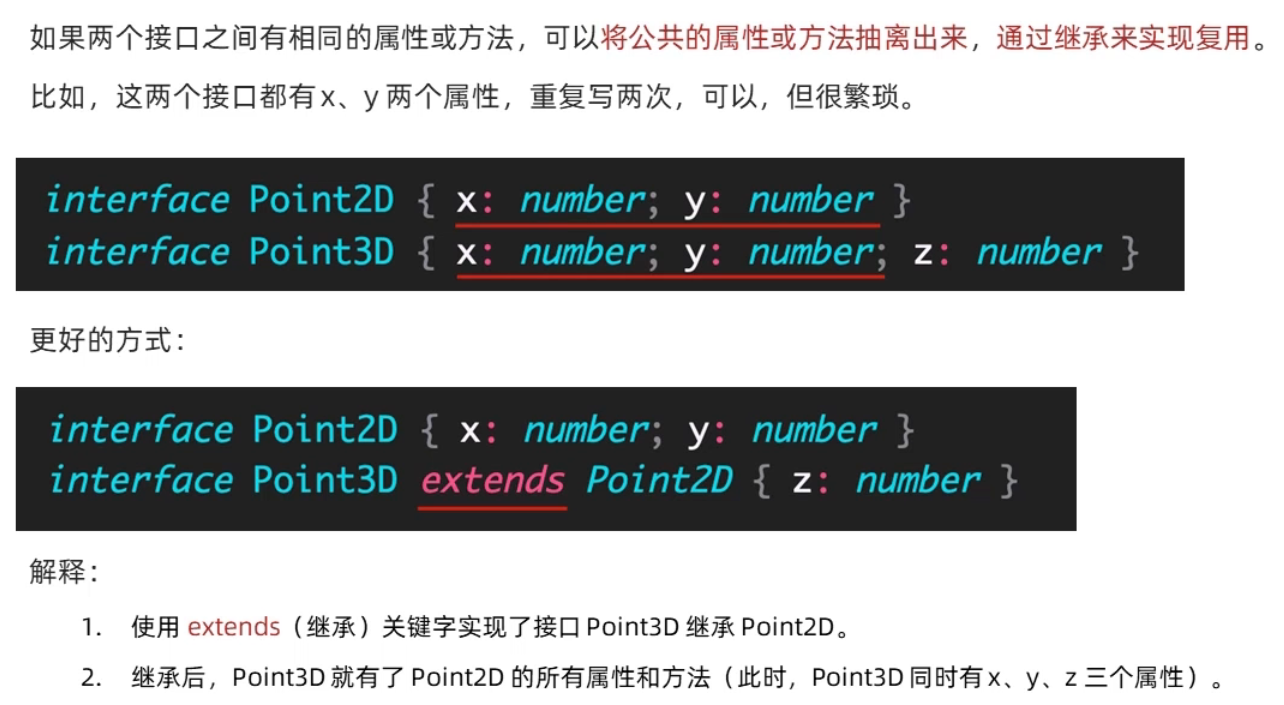 如果两个接口之间有相同的属性或方法，可以将公共的属性或方法抽离出来，通过继承来实现复用。
比如，这两个接口都有 x、y 两个属性，重复写两次，可以，但很繁琐。
interface Point2D { x: number; y: number }
interface Point3D { x: number; y: number; z: number }
更好的方式：
interface Point2D { x: number; y: number }
interface Point3D extends Point2D { z: number }
解释：
1. 使用 extends（继承）关键字实现了接口 Point3D 继承 Point2D。
2. 继承后，Point3D 就有了 Point2D 的所有属性和方法（此时，Point3D 同时有 x、y、z 三个属性）。